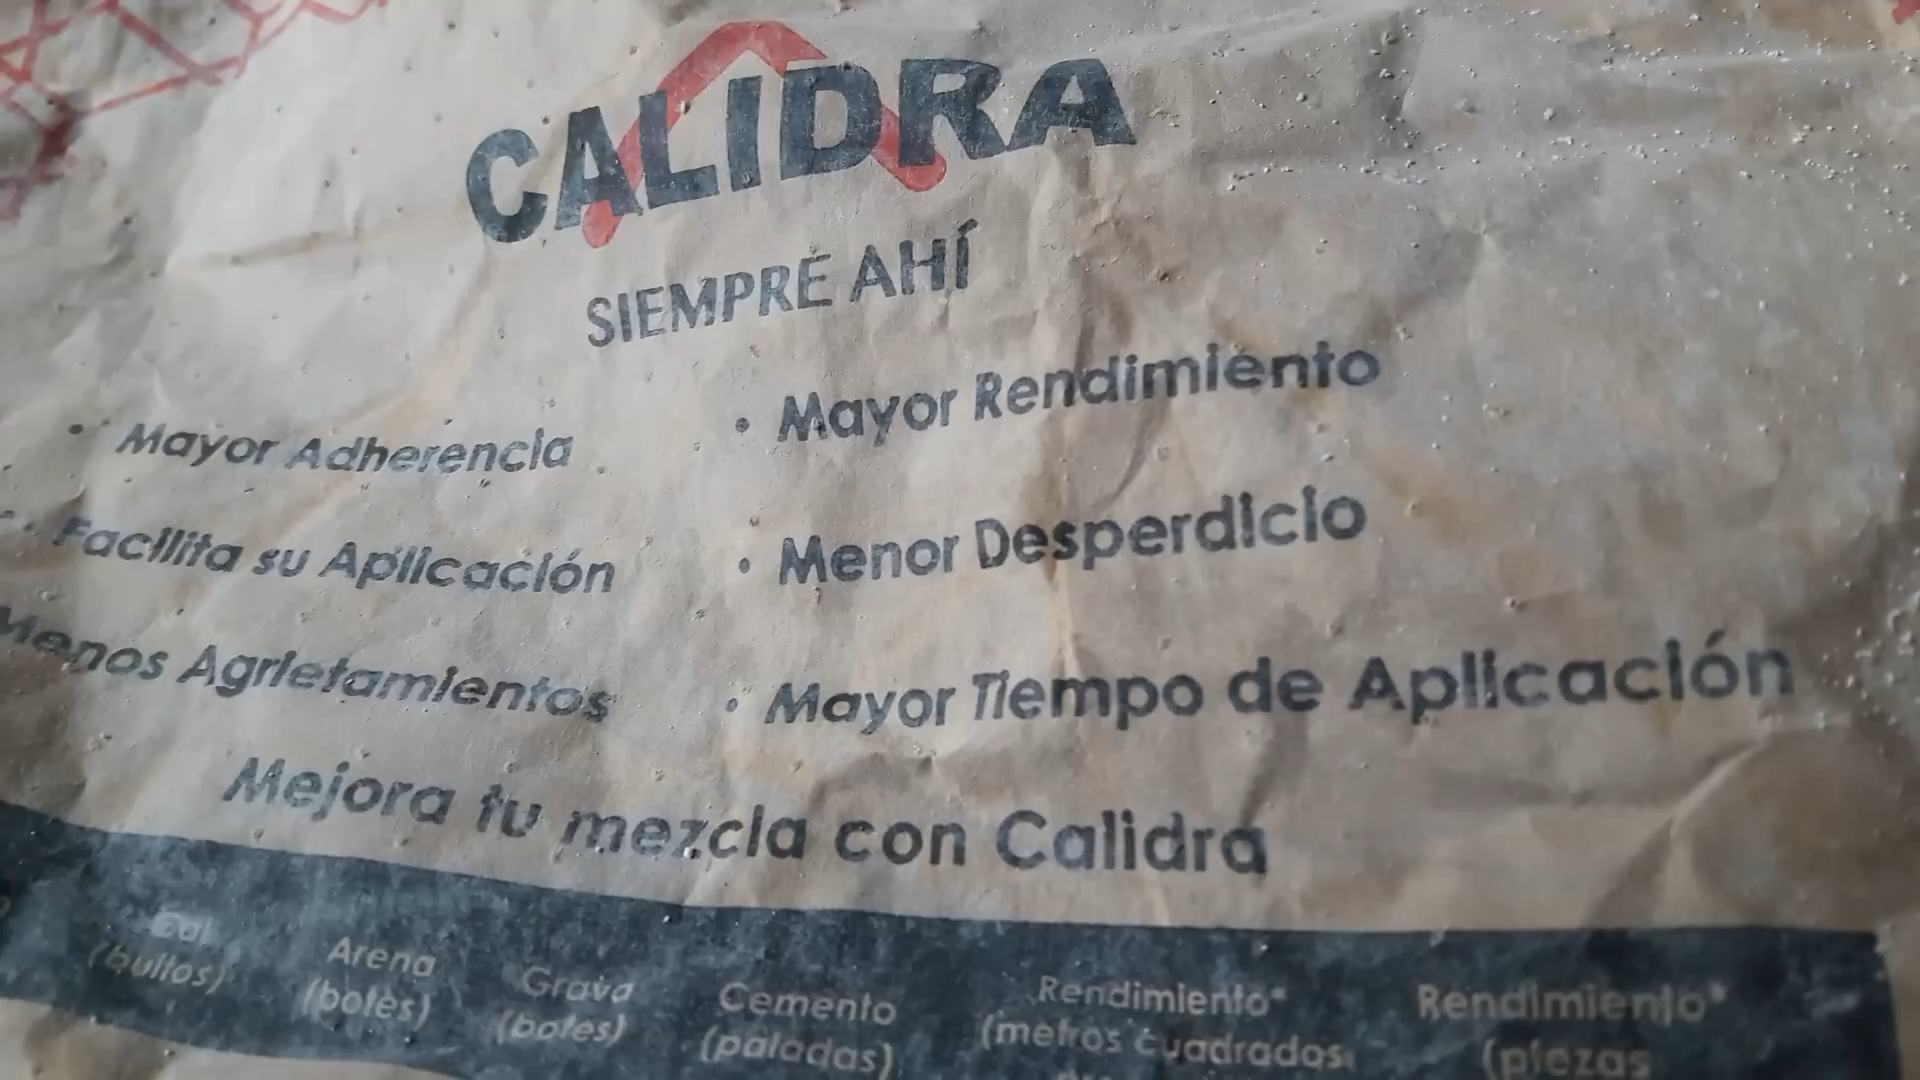 CALIDRA
SIEMPRE AHÍ
• Mayor Adherencia
• Mayor Rendimiento
• Facilita su Aplicación
• Menor Desperdicio
Menos Agrietamientos
• Mayor Tiempo de Aplicación
Mejora tu mezcla con Calidra
Cal
(bultos)
Arena
(botes)
Grava
(botes)
Cemento
(paladas)
Rendimiento*
(metros cuadrados
Rendimiento*
(piezas